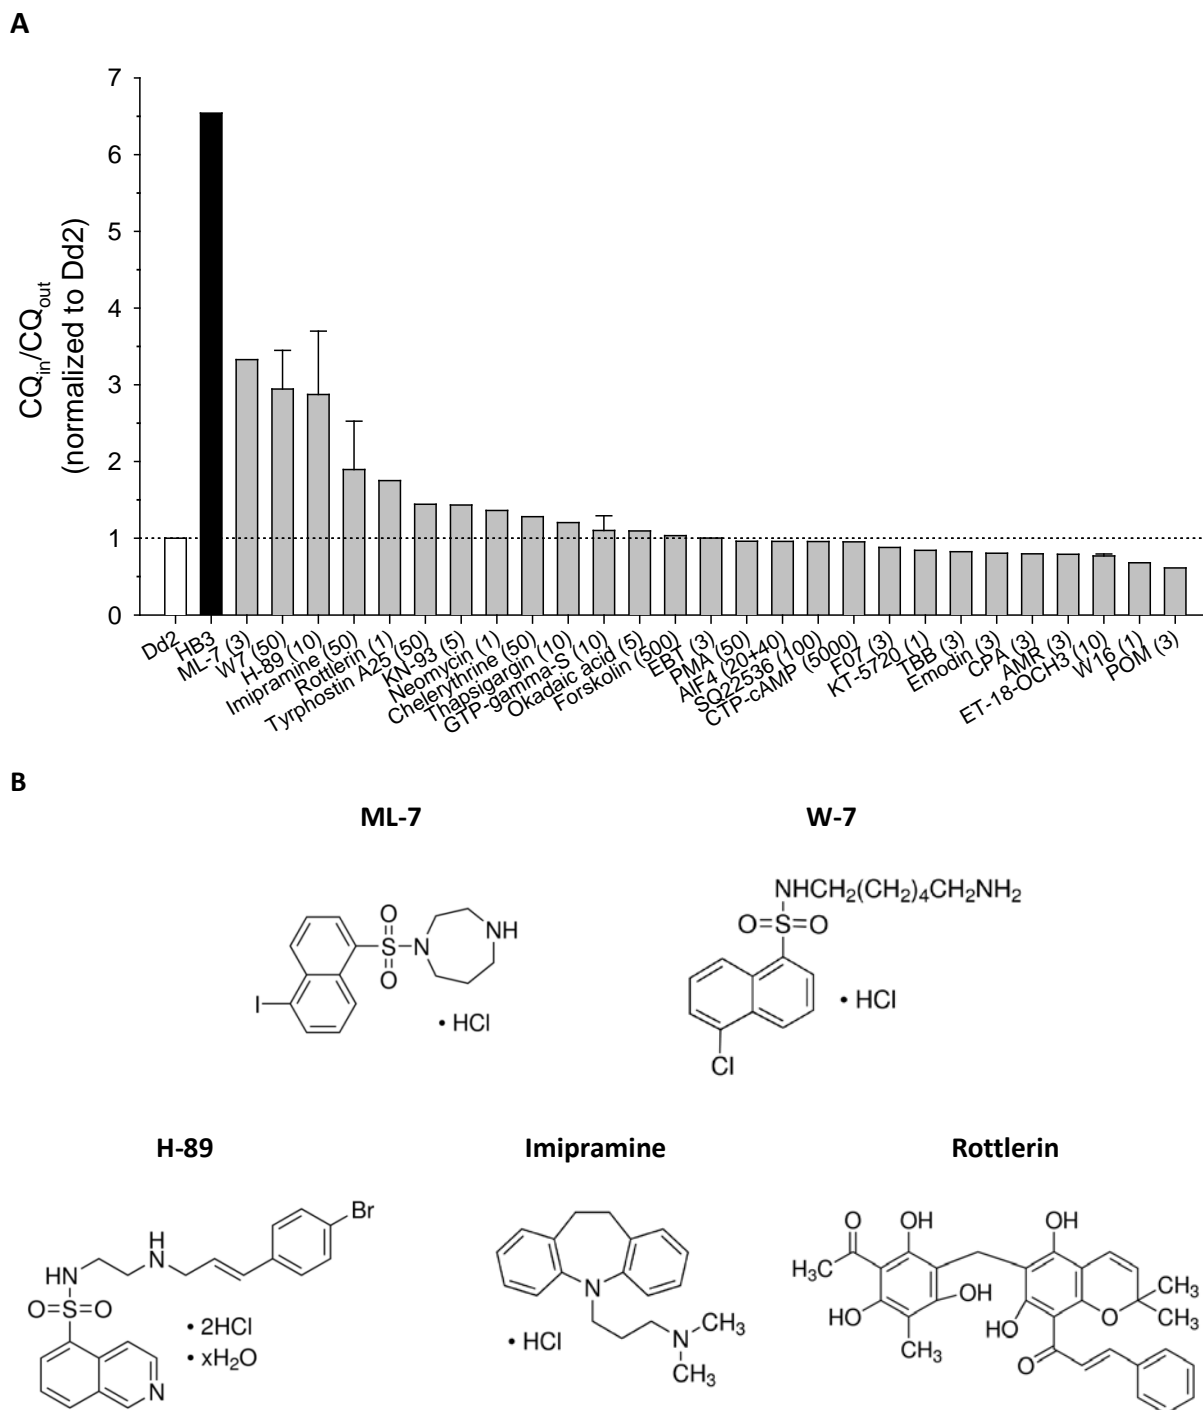 A
7
6
5
4
3
2
1
0
CQin/CQout
(normalized to Dd2)
Dd2
HB3
ML-7 (3)
W7 (50)
H-89 (10)
Imipramine (50)
Rottlerin (1)
Tyrphostin A25 (50)
KN-93 (5)
Neomycin (1)
Chelerythrine (50)
Thapsigargin (10)
GTP-gamma-S (10)
Okadaic acid (5)
Forskolin (500)
EBT (3)
PMA (50)
AlF4 (20+40)
SQ22536 (100)
CTP-cAMP (5000)
F07 (3)
KT-5720 (1)
TBB (3)
Emodin (3)
CPA (3)
AMR (3)
ET-18-OCH3 (10)
W16 (1)
POM (3)
B
ML-7
W-7
O
S
O
N
NH
I
• HCl
NHCH2(CH2)4CH2NH2
O=S=O
• HCl
Cl
H-89
Imipramine
Rottlerin
Br
H
N
HN
O=S=O
• 2HCl
• xH2O
N
N
• HCl
N
CH3
CH3
O
OH
OH
H3C
HO
OH
CH3
HO
O
CH3
CH3
O